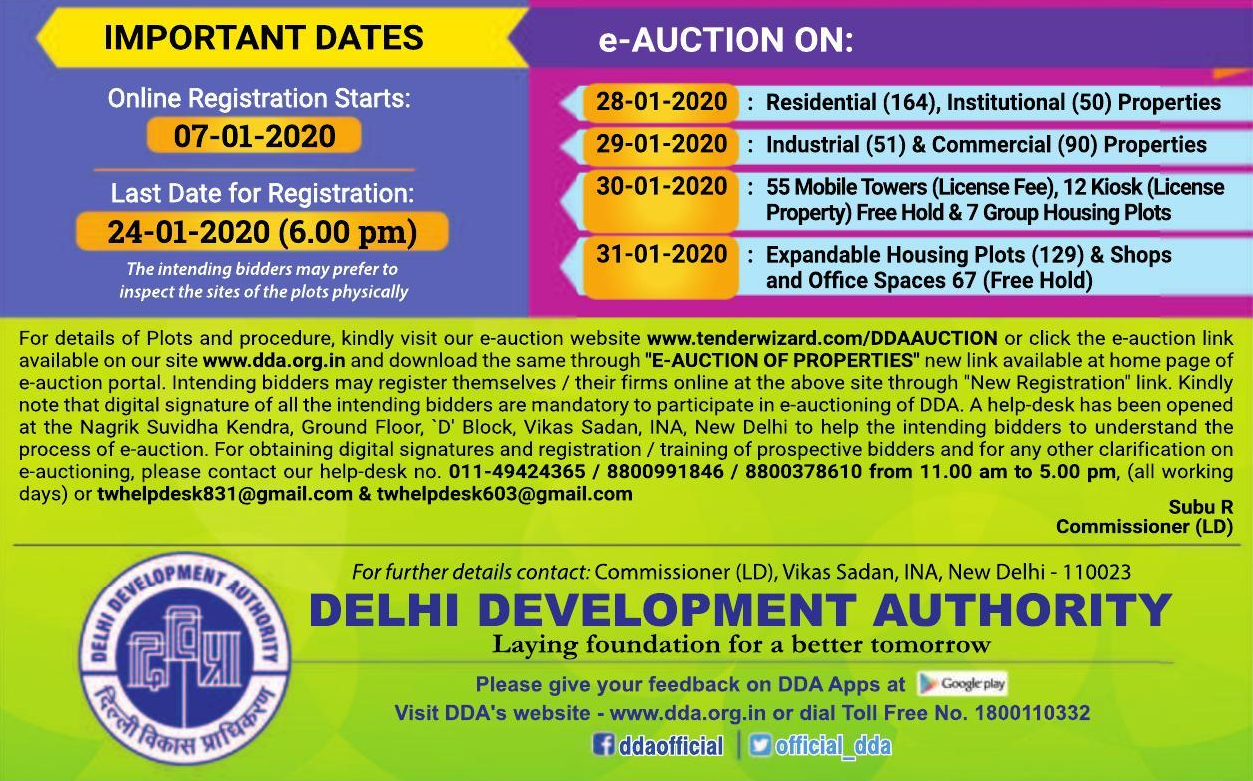 IMPORTANT DATES
Online Registration Starts:
07-01-2020
Last Date for Registration:
24-01-2020 (6.00 pm)
The intending bidders may prefer to
inspect the sites of the plots physically
e-AUCTION ON:
28-01-2020 : Residential (164), Institutional (50) Properties
29-01-2020 : Industrial (51) & Commercial (90) Properties
30-01-2020 : 55 Mobile Towers (License Fee), 12 Kiosk (License
Property) Free Hold & 7 Group Housing Plots
31-01-2020 : Expandable Housing Plots (129) & Shops
and Office Spaces 67 (Free Hold)
For details of Plots and procedure, kindly visit our e-auction website www.tenderwizard.com/DDAAUCTION or click the e-auction link
available on our site www.dda.org.in and download the same through "E-AUCTION OF PROPERTIES" new link available at home page of
e-auction portal. Intending bidders may register themselves / their firms online at the above site through "New Registration" link. Kindly
note that digital signature of all the intending bidders are mandatory to participate in e-auctioning of DDA. A help-desk has been opened
at the Nagrik Suvidha Kendra, Ground Floor, `D' Block, Vikas Sadan, INA, New Delhi to help the intending bidders to understand the
process of e-auction. For obtaining digital signatures and registration / training of prospective bidders and for any other clarification on
e-auctioning, please contact our help-desk no. 011-49424365 / 8800991846 / 8800378610 from 11.00 am to 5.00 pm, (all working
days) or twhelpdesk831@gmail.com & twhelpdesk603@gmail.com
Subu R
Commissioner (LD)
DELHI DEVELOPMENT AUTHORITY
दिविप्रा
दिल्ली विकास प्राधिकरण
For further details contact: Commissioner (LD), Vikas Sadan, INA, New Delhi - 110023
DELHI DEVELOPMENT AUTHORITY
Laying foundation for a better tomorrow
Please give your feedback on DDA Apps at Google play
Visit DDA's website - www.dda.org.in or dial Toll Free No. 1800110332
ddaofficial official_dda